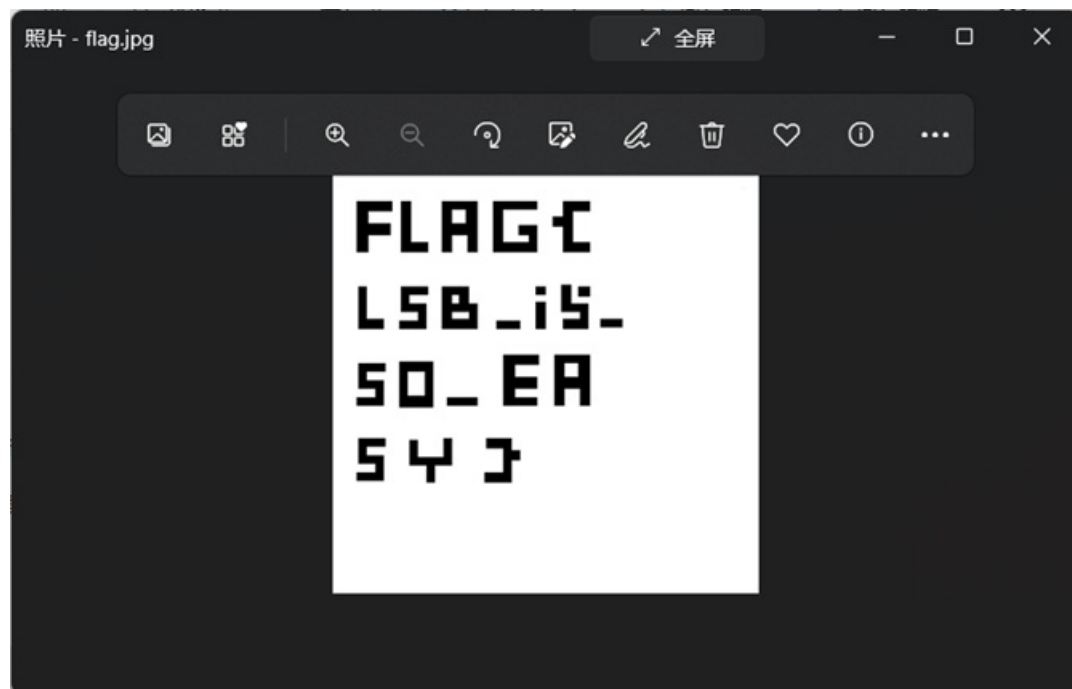 照片 - flag.jpg
全屏
FLAG{
LSB_iS_
SO_EA
SY}